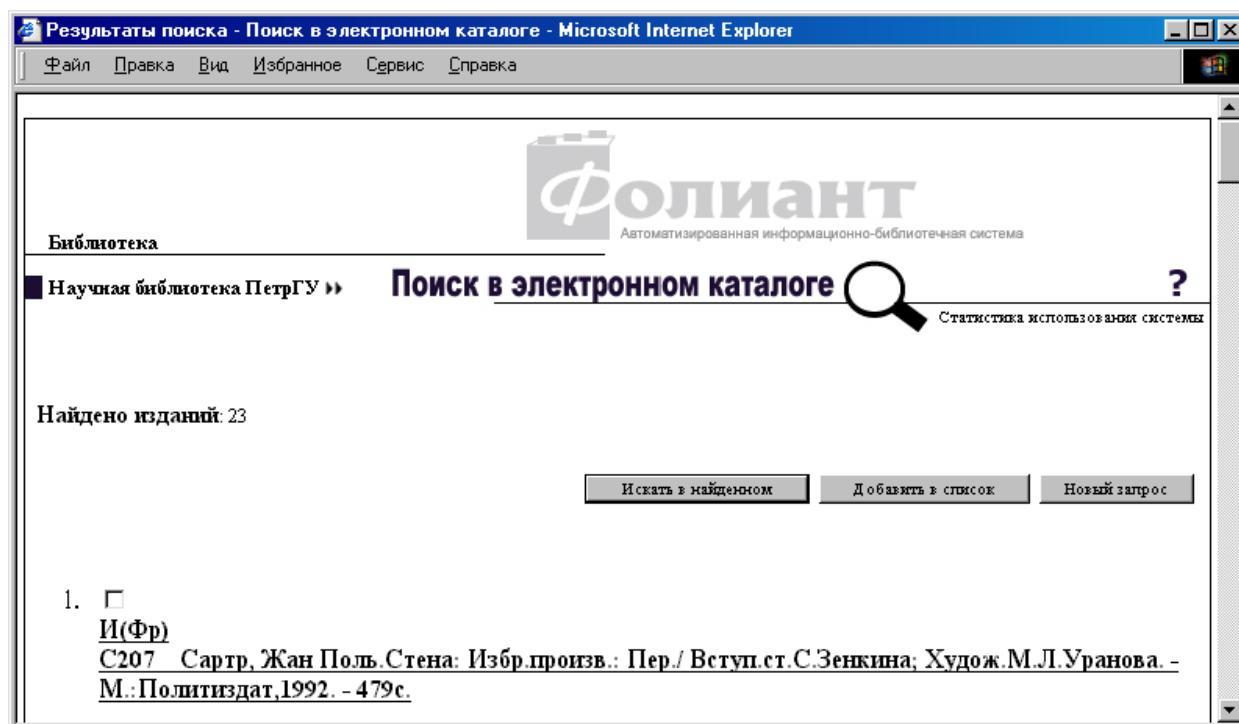 Результаты поиска - Поиск в электронном каталоге - Microsoft Internet Explorer
Файл Правка Вид Избранное Сервис Справка
Фолиант
Автоматизированная информационно-библиотечная система
Библиотека
Научная библиотека ПетрГУ
Поиск в электронном каталоге
?
Статистика использования системы
Найдено изданий: 23
Искать в найденном Добавить в список Новый запрос
1.
И(Фр)
С207 Сартр, Жан Поль.Стена: Избр.произв.: Пер./ Вступ.ст.С.Зенкина; Худож.М.Л.Уранова. -
М.:Политиздат,1992. - 479с.